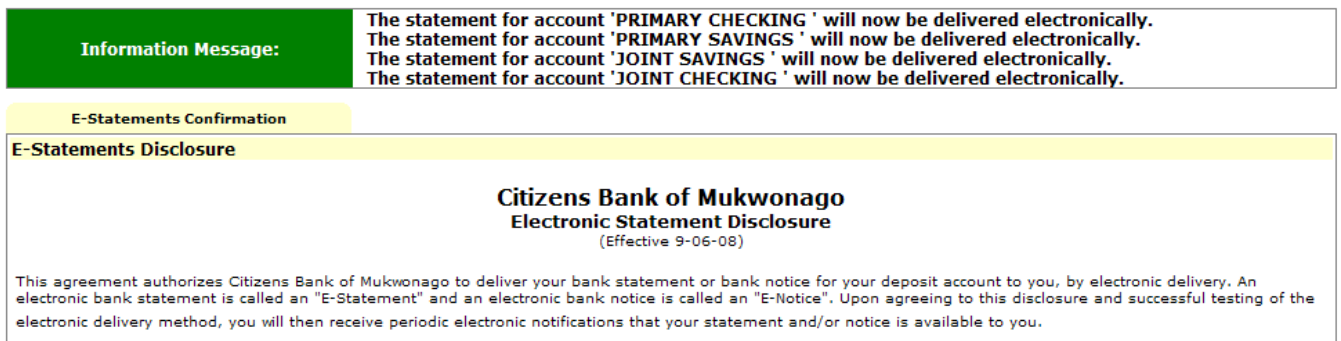 Information Message:
The statement for account 'PRIMARY CHECKING ' will now be delivered electronically.
The statement for account 'PRIMARY SAVINGS ' will now be delivered electronically.
The statement for account 'JOINT SAVINGS ' will now be delivered electronically.
The statement for account 'JOINT CHECKING ' will now be delivered electronically.
E-Statements Confirmation
E-Statements Disclosure
Citizens Bank of Mukwonago
Electronic Statement Disclosure
(Effective 9-06-08)
This agreement authorizes Citizens Bank of Mukwonago to deliver your bank statement or bank notice for your deposit account to you, by electronic delivery. An
electronic bank statement is called an "E-Statement" and an electronic bank notice is called an "E-Notice". Upon agreeing to this disclosure and successful testing of the
electronic delivery method, you will then receive periodic electronic notifications that your statement and/or notice is available to you.